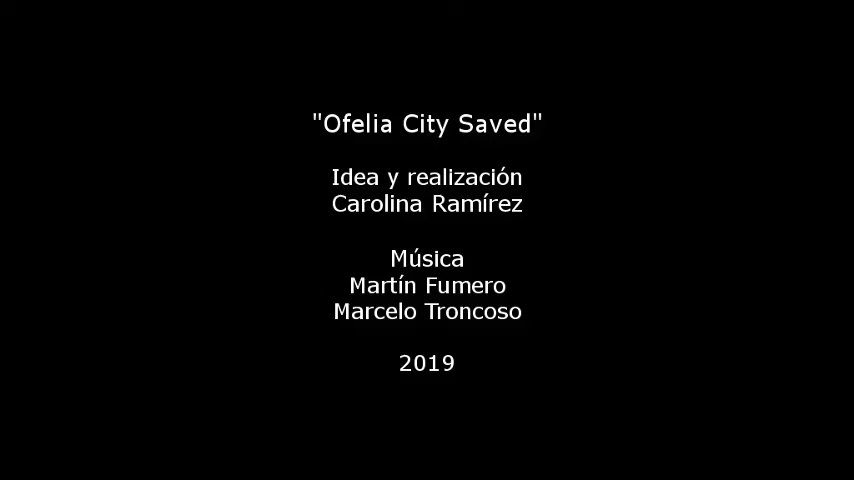 "Ofelia City Saved"
Idea y realización
Carolina Ramírez
Música
Martín Fumero
Marcelo Troncoso
2019